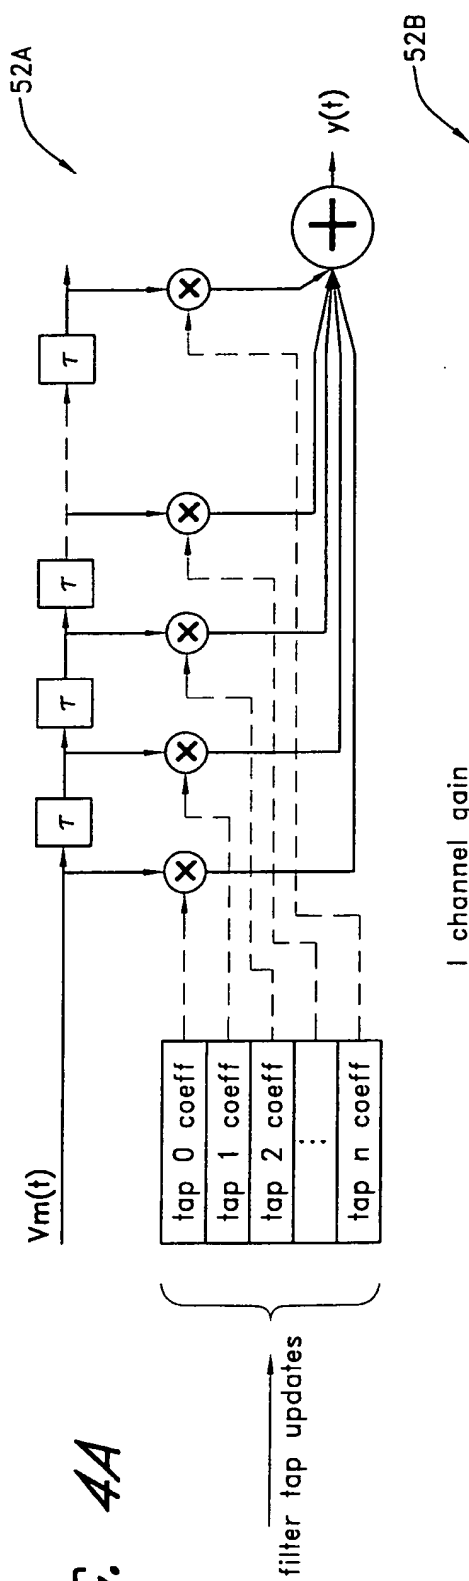 4A
52A
Vm(t)
τ
τ
τ
τ
y(t)
tap 0 coeff
tap 1 coeff
tap 2 coeff
...
tap n coeff
filter tap updates
I channel gain
52B